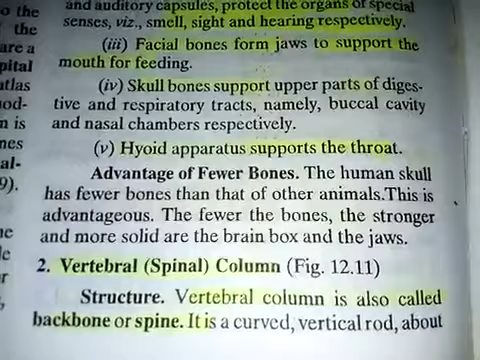 and auditory capsules, protect the organs of special
senses, viz., smell, sight and hearing respectively.
(iii) Facial bones form jaws to support the
mouth for feeding.
(iv) Skull bones support upper parts of diges-
tive and respiratory tracts, namely, buccal cavity
and nasal chambers respectively.
(v) Hyoid apparatus supports the throat.
Advantage of Fewer Bones. The human skull
has fewer bones than that of other animals.This is
advantageous. The fewer the bones, the stronger
and more solid are the brain box and the jaws.
2. Vertebral (Spinal) Column (Fig. 12.11)
Structure. Vertebral column is also called
backbone or spine. It is a curved, vertical rod, about